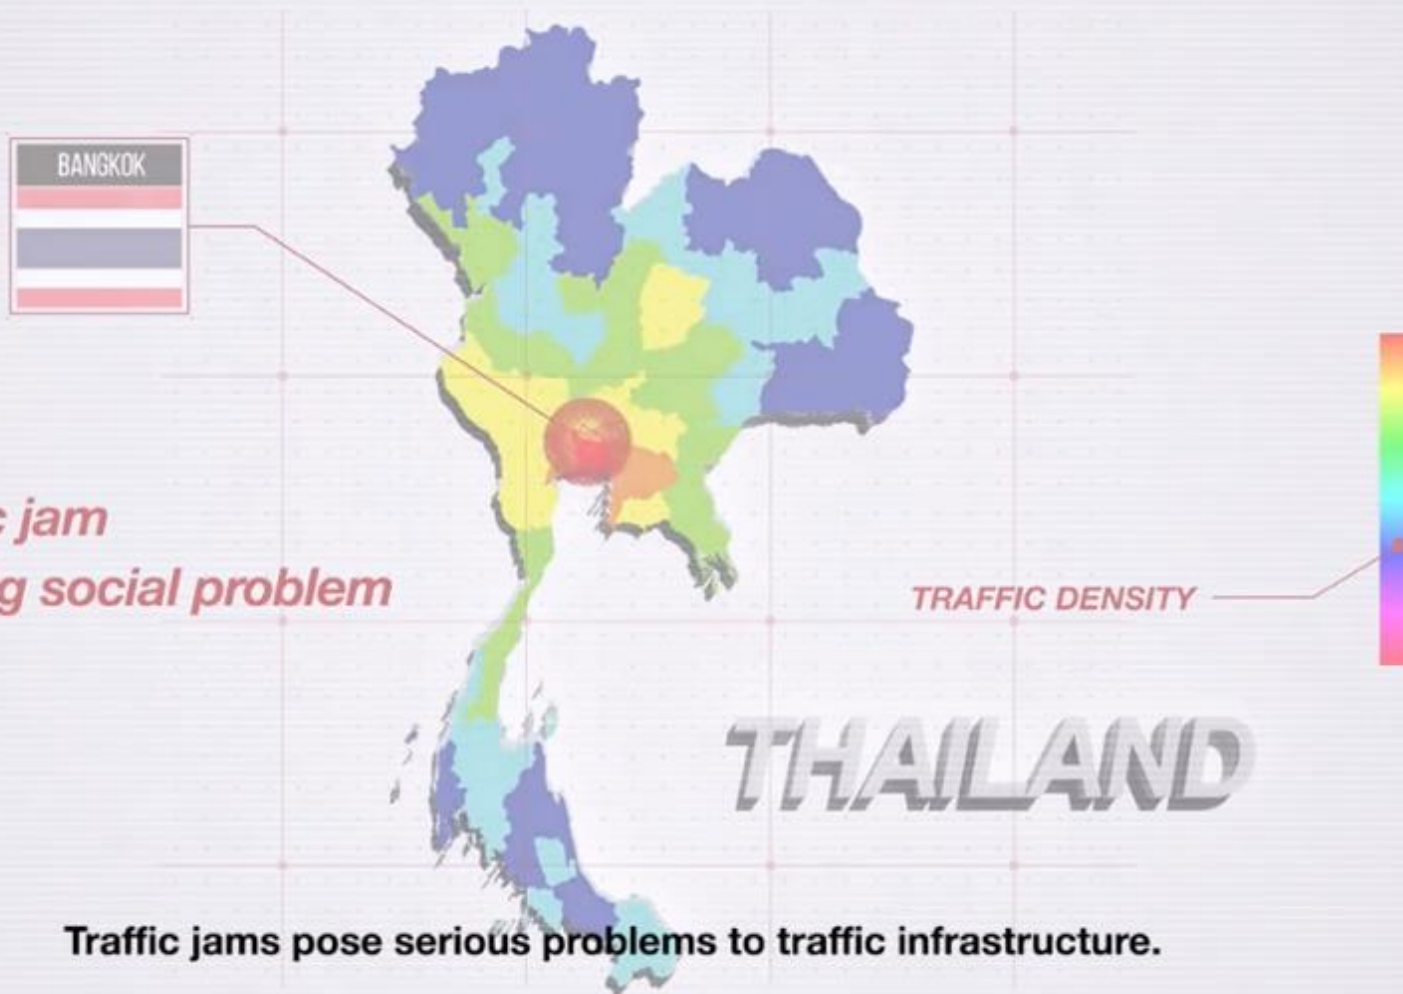 BANGKOK
jam
g social problem
TRAFFIC DENSITY
THAILAND
Traffic jams pose serious problems to traffic infrastructure.